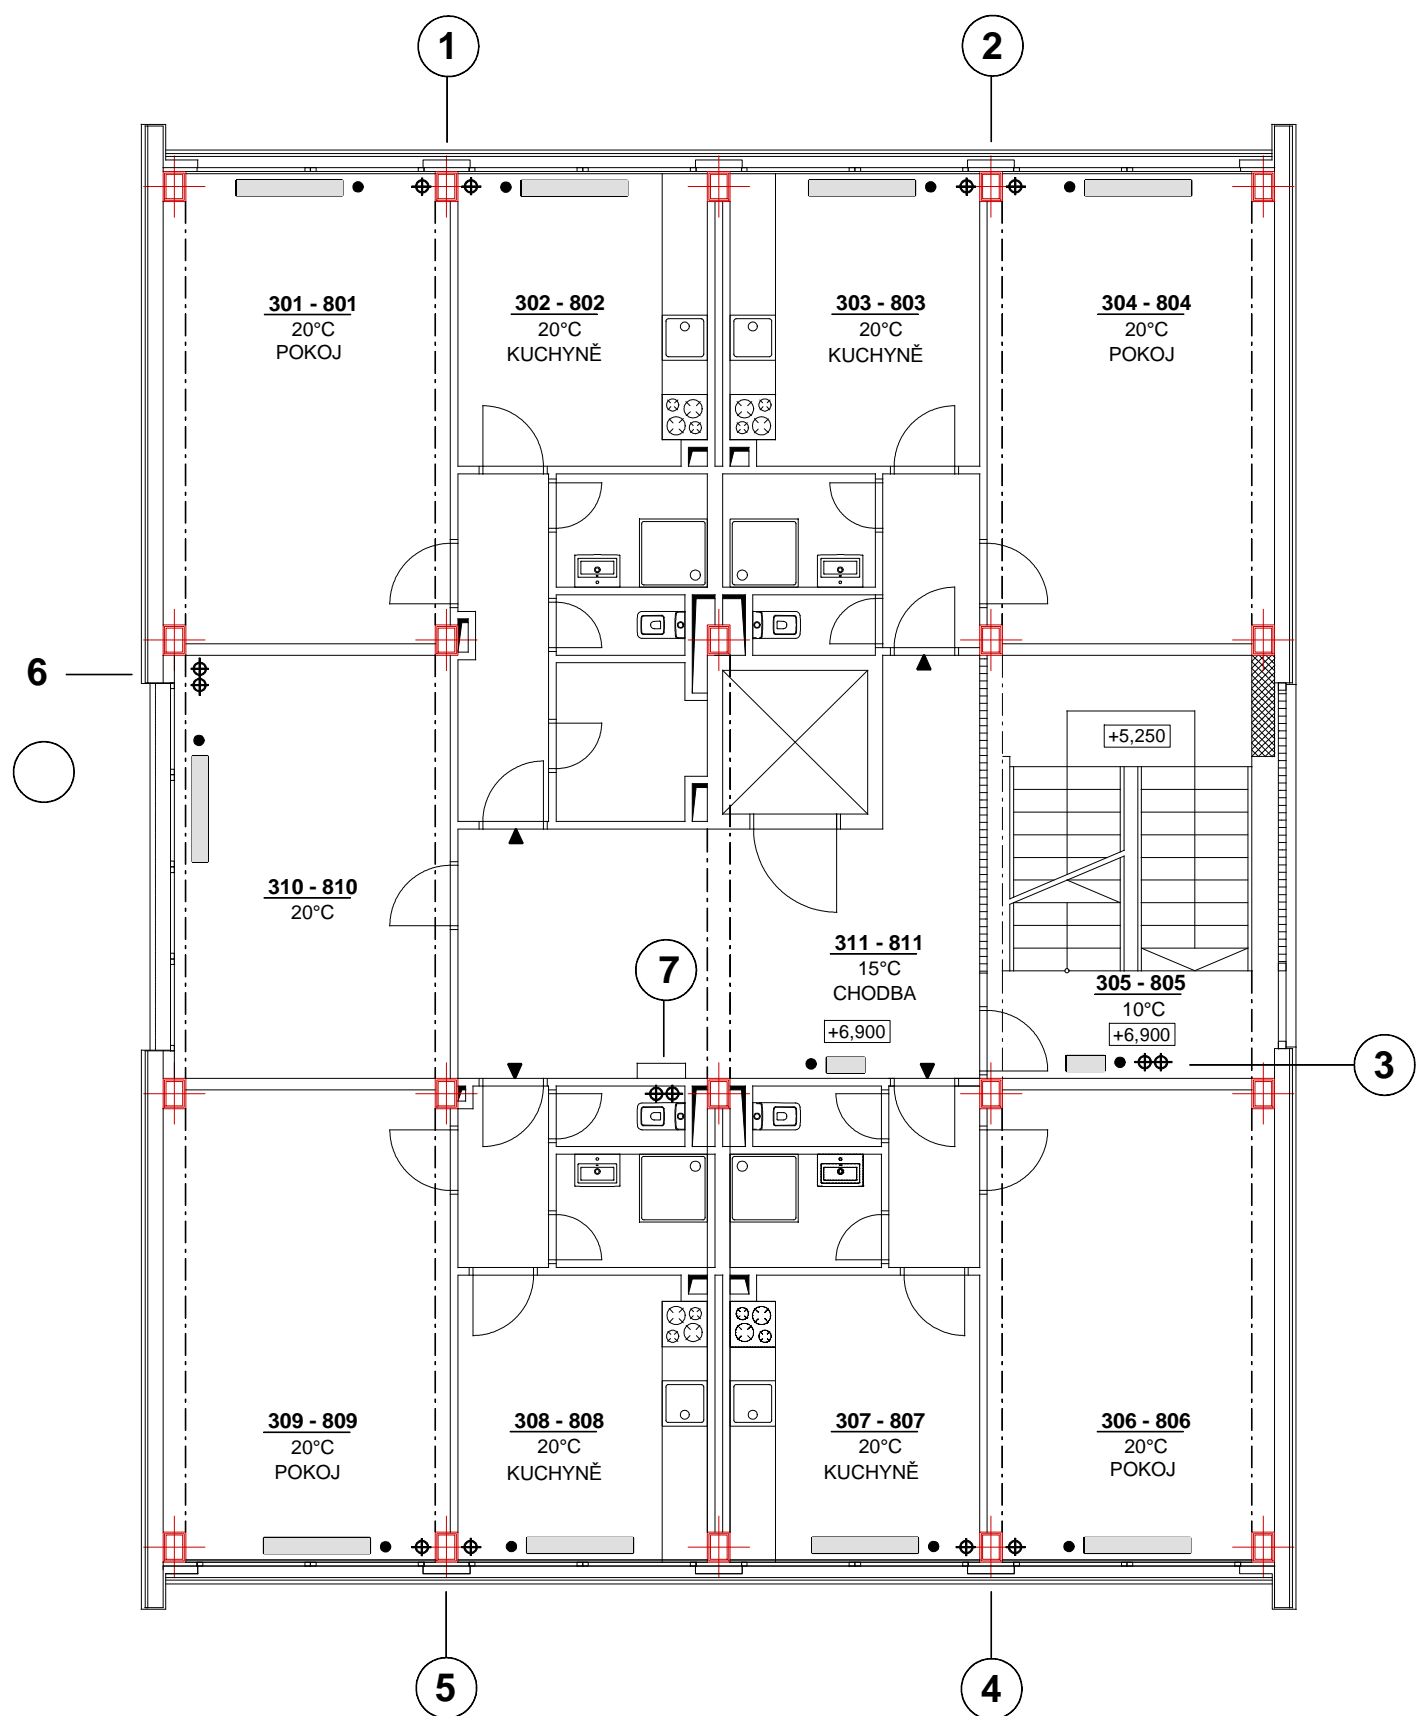 1
2
301 - 801
20°C
POKOJ
302 - 802
20°C
KUCHYNĚ
303 - 803
20°C
KUCHYNĚ
304 - 804
20°C
POKOJ
6
+5,250
310 - 810
20°C
7
311 - 811
15°C
CHODBA
+6,900
305 - 805
10°C
+6,900
3
309 - 809
20°C
POKOJ
308 - 808
20°C
KUCHYNĚ
307 - 807
20°C
KUCHYNĚ
306 - 806
20°C
POKOJ
5
4